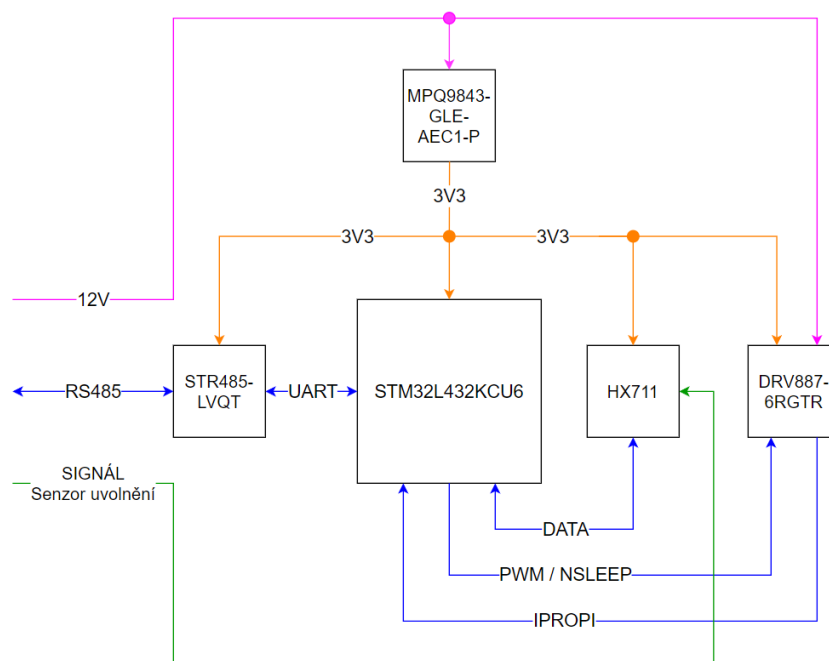 MPQ9843-
GLE-
AEC1-P
3V3
3V3
3V3
12V
RS485
STR485-
LVQT
UART
STM32L432KCU6
HX711
DRV887-
6RGTR
SIGNÁL
Senzor uvolnění
DATA
PWM / NSLEEP
IPROPI